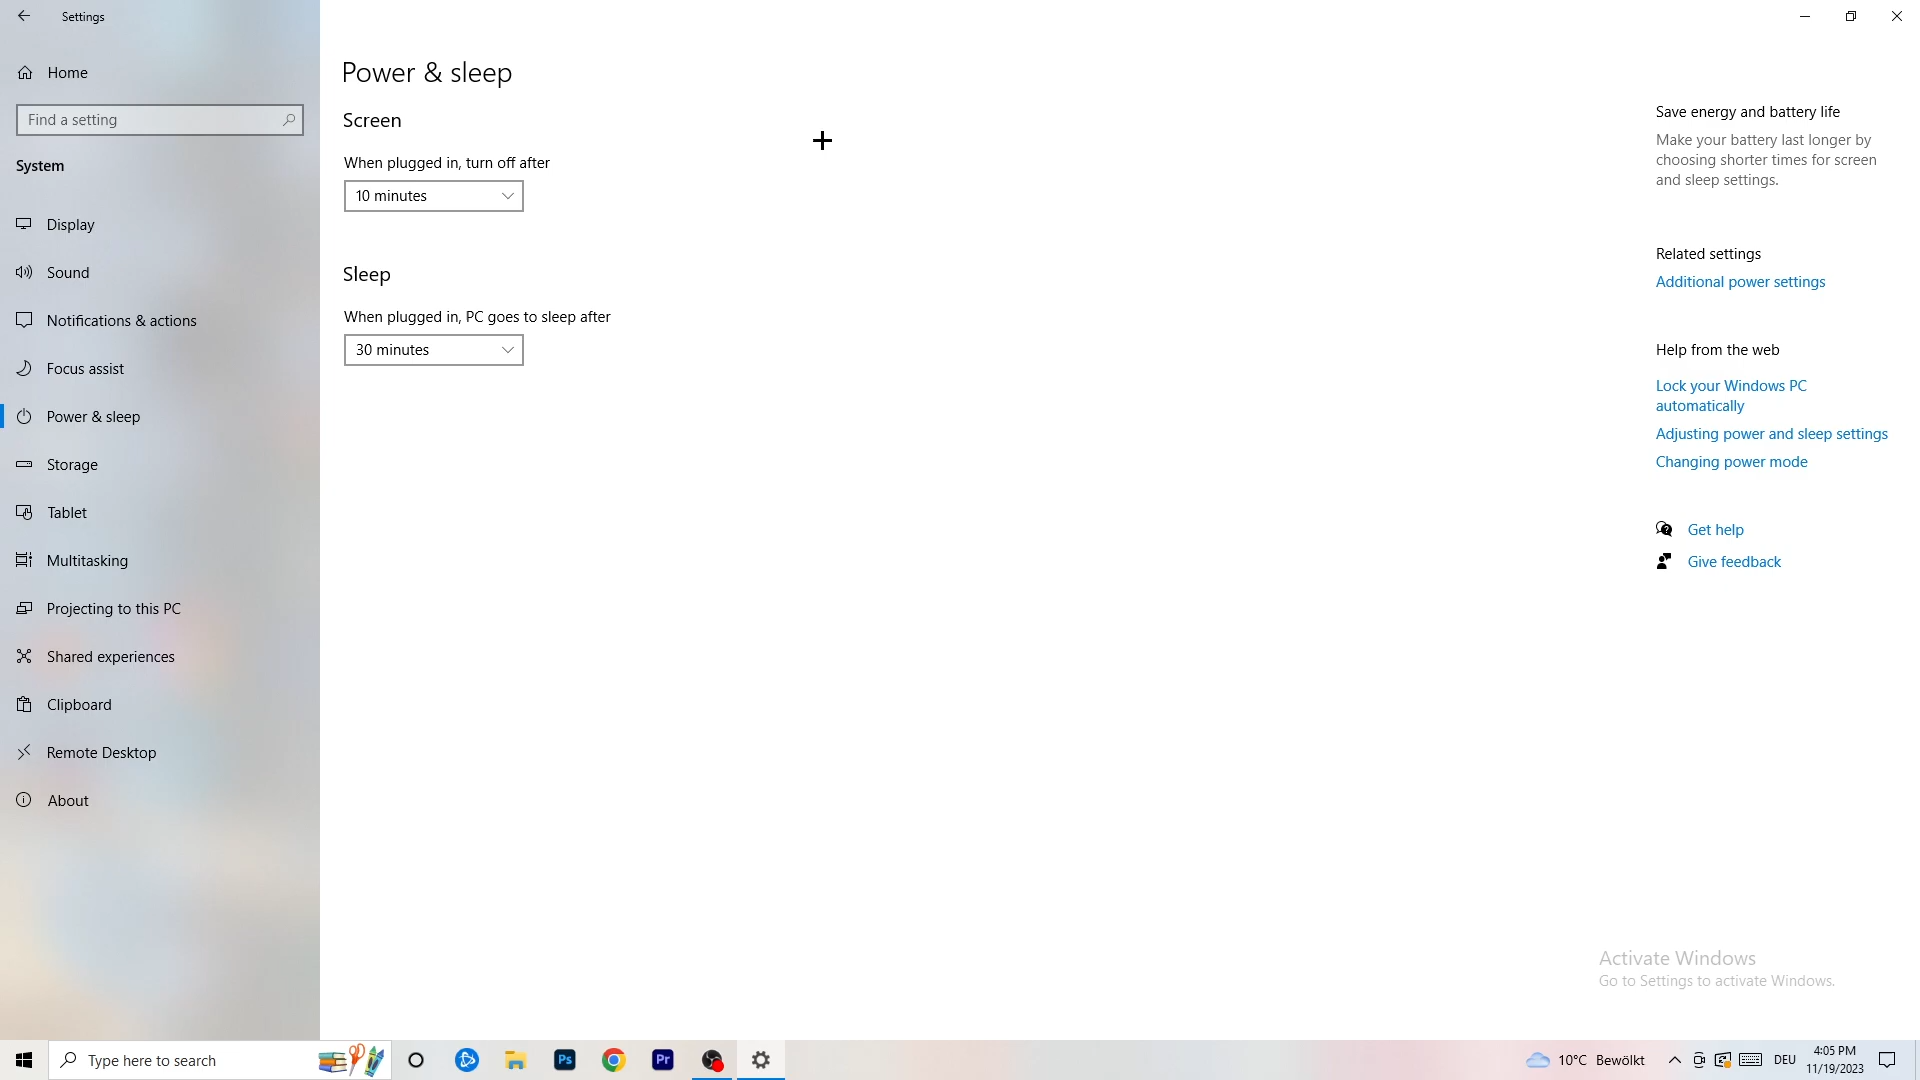 Settings
Home
Find a setting
System
Display
Sound
Notifications & actions
Focus assist
Power & sleep
Storage
Tablet
Multitasking
Projecting to this PC
Shared experiences
Clipboard
Remote Desktop
About
Power & sleep
Screen
When plugged in, turn off after
10 minutes
Sleep
When plugged in, PC goes to sleep after
30 minutes
Save energy and battery life
Make your battery last longer by
choosing shorter times for screen
and sleep settings.
Related settings
Additional power settings
Help from the web
Lock your Windows PC
automatically
Adjusting power and sleep settings
Changing power mode
Get help
Give feedback
Activate Windows
Go to Settings to activate Windows.
Type here to search
Ps
Pr
10°C Bewölkt
DEU
4:05 PM
11/19/2023